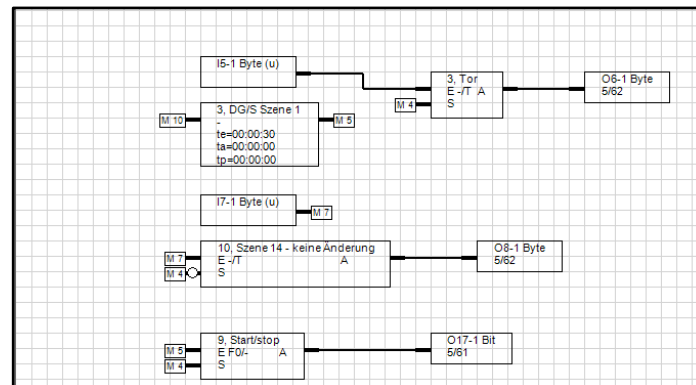 I5-1 Byte (u)
3, Tor
E -/T A
S
M 4
O6-1 Byte
5/62
M 10
3, DG/S Szene 1
-
te=00:00:30
ta=00:00:00
tp=00:00:00
M 5
I7-1 Byte (u)
M 7
10, Szene 14 - keine Änderung
M 7
E -/T A
M 4
S
O8-1 Byte
5/62
9, Start/stop
M 5
E F0/- A
M 4
S
O17-1 Bit
5/61